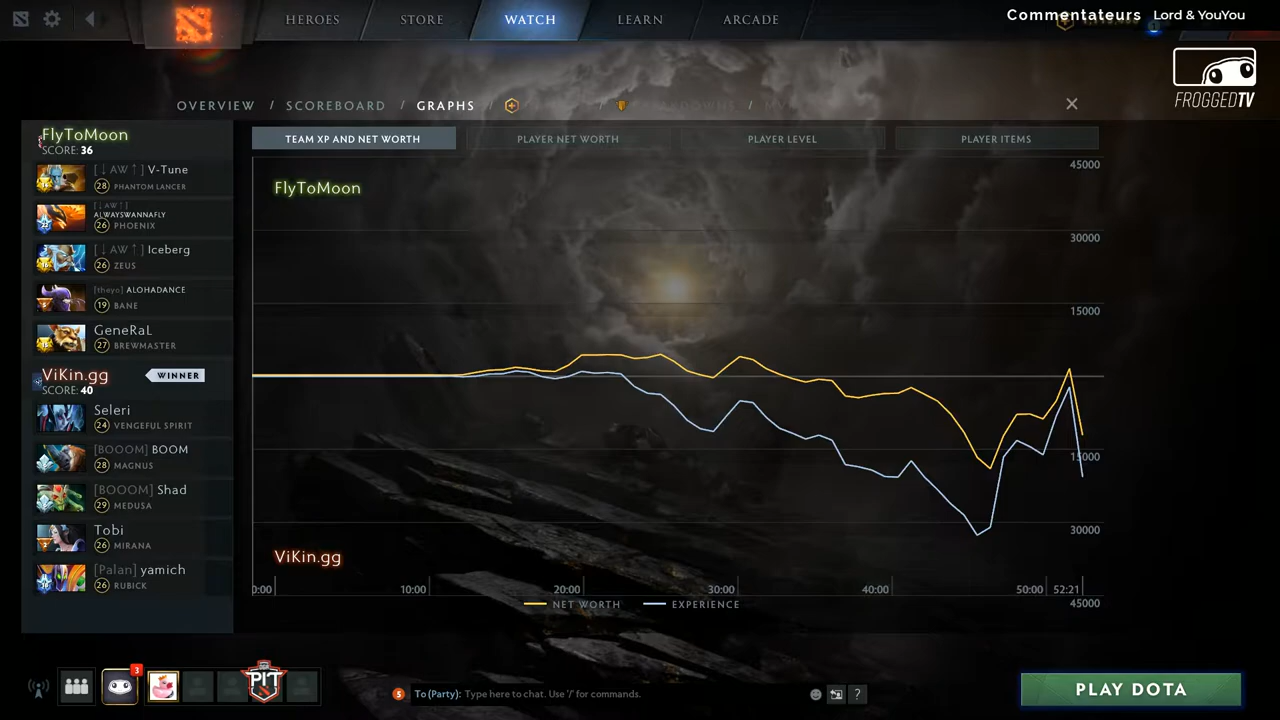 HEROES
STORE
WATCH
LEARN
ARCADE
Commentateurs Lord & YouYou
FROGGEDTV
OVERVIEW / SCOREBOARD / GRAPHS /
FlyToMoon
SCORE: 36
[↓AW↑] V-Tune
28 PHANTOM LANCER
[↓AW↑]
ALWAYSWANNAFLY
26 PHOENIX
[↓AW↑] Iceberg
26 ZEUS
[theyo] ALOHADANCE
19 BANE
GeneRaL
27 BREWMASTER
ViKin.gg WINNER
SCORE: 40
Seleri
24 VENGEFUL SPIRIT
[BOOOM] BOOM
28 MAGNUS
[BOOOM] Shad
29 MEDUSA
Tobi
26 MIRANA
[Palan] yamich
26 RUBICK
TEAM XP AND NET WORTH
PLAYER NET WORTH
PLAYER LEVEL
PLAYER ITEMS
FlyToMoon
45000
30000
15000
15000
30000
45000
ViKin.gg
0:00 10:00 20:00 30:00 40:00 50:00 52:21
NET WORTH EXPERIENCE
3
PIT
5 To (Party): Type here to chat. Use '/' for commands.
?
PLAY DOTA